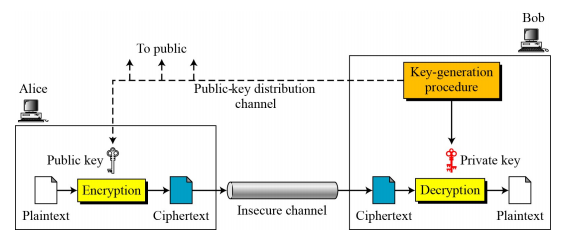 Bob
To public
Key-generation
procedure
Public-key distribution
channel
Alice
Public key
Private key
Encryption
Decryption
Plaintext
Ciphertext
Insecure channel
Ciphertext
Plaintext